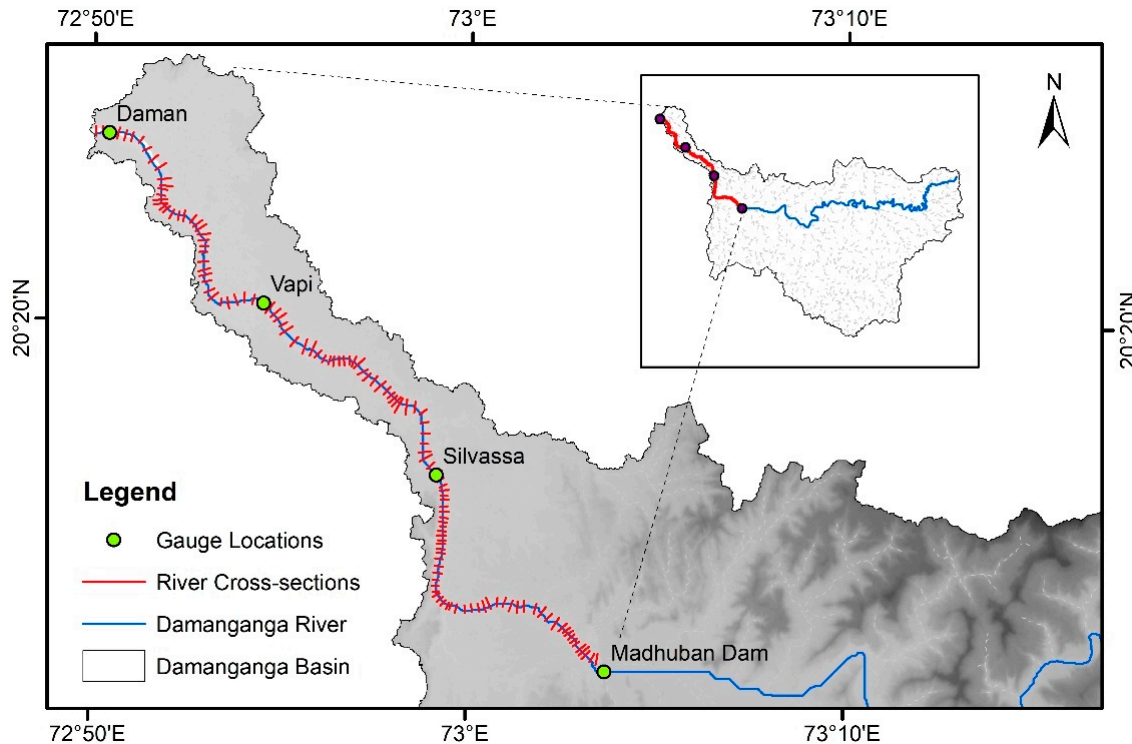 72°50'E
73°E
73°10'E
N
Daman
Vapi
20°20'N
20°20'N
Silvassa
Legend
Gauge Locations
River Cross-sections
Damanganga River
Madhuban Dam
Damanganga Basin
72°50'E
73°E
73°10'E